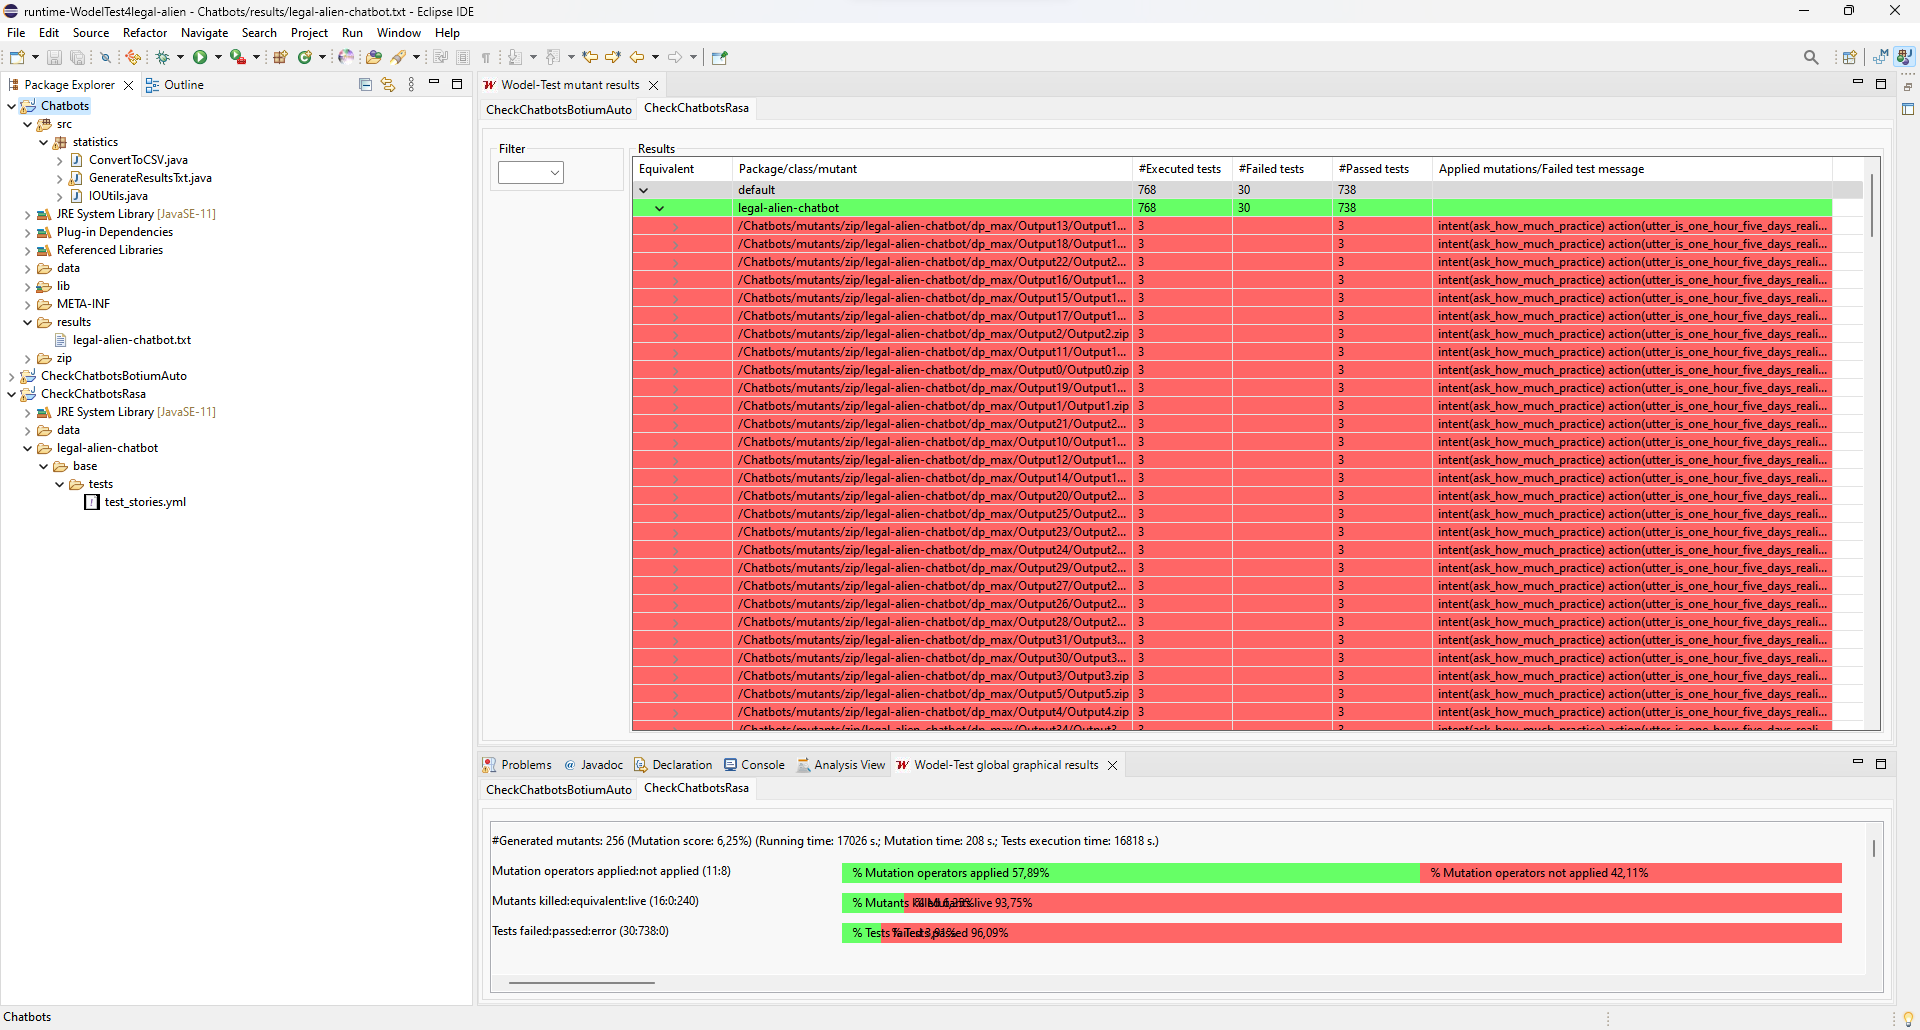 runtime-WodelTest4legal-alien - Chatbots/results/legal-alien-chatbot.txt - Eclipse IDE
File Edit Source Refactor Navigate Search Project Run Window Help
Package Explorer Outline
Chatbots
src
statistics
ConvertToCSV.java
GenerateResultsTxt.java
IOUtils.java
JRE System Library [JavaSE-11]
Plug-in Dependencies
Referenced Libraries
data
lib
META-INF
results
legal-alien-chatbot.txt
zip
CheckChatbotsBotiumAuto
CheckChatbotsRasa
JRE System Library [JavaSE-11]
data
legal-alien-chatbot
base
tests
test_stories.yml
Wodel-Test mutant results
CheckChatbotsBotiumAuto CheckChatbotsRasa
Filter
Results
Equivalent Package/class/mutant #Executed tests #Failed tests #Passed tests Applied mutations/Failed test message
default 768 30 738
legal-alien-chatbot 768 30 738
/Chatbots/mutants/zip/legal-alien-chatbot/dp_max/Output13/Output1... 3 3 intent(ask_how_much_practice) action(utter_is_one_hour_five_days_reali...
/Chatbots/mutants/zip/legal-alien-chatbot/dp_max/Output18/Output1... 3 3 intent(ask_how_much_practice) action(utter_is_one_hour_five_days_reali...
/Chatbots/mutants/zip/legal-alien-chatbot/dp_max/Output22/Output2... 3 3 intent(ask_how_much_practice) action(utter_is_one_hour_five_days_reali...
/Chatbots/mutants/zip/legal-alien-chatbot/dp_max/Output16/Output1... 3 3 intent(ask_how_much_practice) action(utter_is_one_hour_five_days_reali...
/Chatbots/mutants/zip/legal-alien-chatbot/dp_max/Output15/Output1... 3 3 intent(ask_how_much_practice) action(utter_is_one_hour_five_days_reali...
/Chatbots/mutants/zip/legal-alien-chatbot/dp_max/Output17/Output1... 3 3 intent(ask_how_much_practice) action(utter_is_one_hour_five_days_reali...
/Chatbots/mutants/zip/legal-alien-chatbot/dp_max/Output2/Output2.zip 3 3 intent(ask_how_much_practice) action(utter_is_one_hour_five_days_reali...
/Chatbots/mutants/zip/legal-alien-chatbot/dp_max/Output11/Output1... 3 3 intent(ask_how_much_practice) action(utter_is_one_hour_five_days_reali...
/Chatbots/mutants/zip/legal-alien-chatbot/dp_max/Output0/Output0.zip 3 3 intent(ask_how_much_practice) action(utter_is_one_hour_five_days_reali...
/Chatbots/mutants/zip/legal-alien-chatbot/dp_max/Output19/Output1... 3 3 intent(ask_how_much_practice) action(utter_is_one_hour_five_days_reali...
/Chatbots/mutants/zip/legal-alien-chatbot/dp_max/Output1/Output1.zip 3 3 intent(ask_how_much_practice) action(utter_is_one_hour_five_days_reali...
/Chatbots/mutants/zip/legal-alien-chatbot/dp_max/Output21/Output2... 3 3 intent(ask_how_much_practice) action(utter_is_one_hour_five_days_reali...
/Chatbots/mutants/zip/legal-alien-chatbot/dp_max/Output10/Output1... 3 3 intent(ask_how_much_practice) action(utter_is_one_hour_five_days_reali...
/Chatbots/mutants/zip/legal-alien-chatbot/dp_max/Output12/Output1... 3 3 intent(ask_how_much_practice) action(utter_is_one_hour_five_days_reali...
/Chatbots/mutants/zip/legal-alien-chatbot/dp_max/Output14/Output1... 3 3 intent(ask_how_much_practice) action(utter_is_one_hour_five_days_reali...
/Chatbots/mutants/zip/legal-alien-chatbot/dp_max/Output20/Output2... 3 3 intent(ask_how_much_practice) action(utter_is_one_hour_five_days_reali...
/Chatbots/mutants/zip/legal-alien-chatbot/dp_max/Output25/Output2... 3 3 intent(ask_how_much_practice) action(utter_is_one_hour_five_days_reali...
/Chatbots/mutants/zip/legal-alien-chatbot/dp_max/Output23/Output2... 3 3 intent(ask_how_much_practice) action(utter_is_one_hour_five_days_reali...
/Chatbots/mutants/zip/legal-alien-chatbot/dp_max/Output24/Output2... 3 3 intent(ask_how_much_practice) action(utter_is_one_hour_five_days_reali...
/Chatbots/mutants/zip/legal-alien-chatbot/dp_max/Output29/Output2... 3 3 intent(ask_how_much_practice) action(utter_is_one_hour_five_days_reali...
/Chatbots/mutants/zip/legal-alien-chatbot/dp_max/Output27/Output2... 3 3 intent(ask_how_much_practice) action(utter_is_one_hour_five_days_reali...
/Chatbots/mutants/zip/legal-alien-chatbot/dp_max/Output26/Output2... 3 3 intent(ask_how_much_practice) action(utter_is_one_hour_five_days_reali...
/Chatbots/mutants/zip/legal-alien-chatbot/dp_max/Output28/Output2... 3 3 intent(ask_how_much_practice) action(utter_is_one_hour_five_days_reali...
/Chatbots/mutants/zip/legal-alien-chatbot/dp_max/Output31/Output3... 3 3 intent(ask_how_much_practice) action(utter_is_one_hour_five_days_reali...
/Chatbots/mutants/zip/legal-alien-chatbot/dp_max/Output30/Output3... 3 3 intent(ask_how_much_practice) action(utter_is_one_hour_five_days_reali...
/Chatbots/mutants/zip/legal-alien-chatbot/dp_max/Output3/Output3.zip 3 3 intent(ask_how_much_practice) action(utter_is_one_hour_five_days_reali...
/Chatbots/mutants/zip/legal-alien-chatbot/dp_max/Output5/Output5.zip 3 3 intent(ask_how_much_practice) action(utter_is_one_hour_five_days_reali...
/Chatbots/mutants/zip/legal-alien-chatbot/dp_max/Output4/Output4.zip 3 3 intent(ask_how_much_practice) action(utter_is_one_hour_five_days_reali...
/Chatbots/mutants/zip/legal-alien-chatbot/dp_max/Output34/Output3... 3 3 intent(ask_how_much_practice) action(utter_is_one_hour_five_days_reali...
Problems Javadoc Declaration Console Analysis View Wodel-Test global graphical results
CheckChatbotsBotiumAuto CheckChatbotsRasa
#Generated mutants: 256 (Mutation score: 6,25%) (Running time: 17026 s.; Mutation time: 208 s.; Tests execution time: 16818 s.)
Mutation operators applied:not applied (11:8) % Mutation operators applied 57,89% % Mutation operators not applied 42,11%
Mutants killed:equivalent:live (16:0:240) % Mutants killed 6,25% % Mutants live 93,75%
Tests failed:passed:error (30:738:0) % Tests failed 3,91% % Tests passed 96,09%
Chatbots